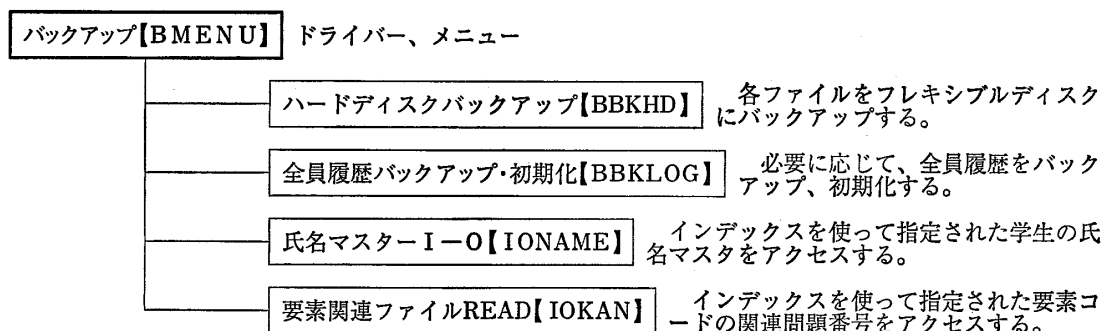 バックアップ【BMENU】 ドライバー、メニュー
ハードディスクバックアップ【BBKHD】 各ファイルをフレキシブルディスク
にバックアップする。
全員履歴バックアップ・初期化【BBKLOG】 必要に応じて、全員履歴をバック
アップ、初期化する。
氏名マスターI－O【IONAME】 インデックスを使って指定された学生の氏
名マスタをアクセスする。
要素関連ファイルREAD【IOKAN】 インデックスを使って指定された要素コ
ードの関連問題番号をアクセスする。